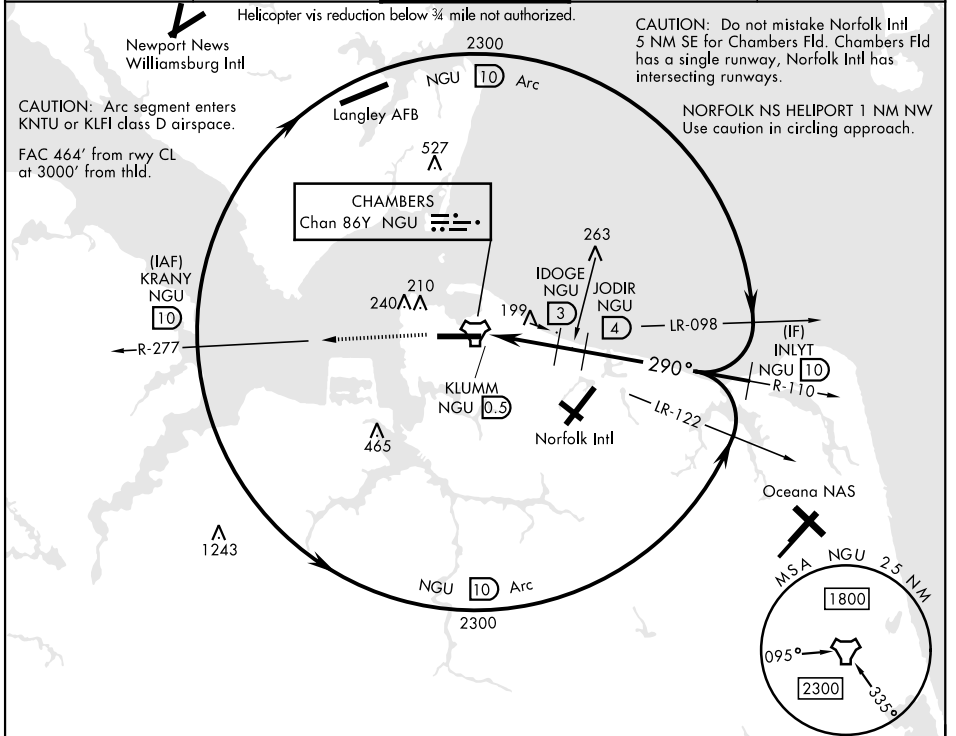 Helicopter vis reduction below ¾ mile not authorized.
Newport News
Williamsburg Intl
CAUTION: Do not mistake Norfolk Intl
5 NM SE for Chambers Fld. Chambers Fld
has a single runway, Norfolk Intl has
intersecting runways.
NORFOLK NS HELIPORT 1 NM NW
Use caution in circling approach.
CAUTION: Arc segment enters
KNTU or KLFI class D airspace.
FAC 464' from rwy CL
at 3000' from thld.
2300
NGU 10 Arc
Langley AFB
527
CHAMBERS
Chan 86Y NGU
(IAF)
KRANY
NGU
10
R-277
240
210
199
263
IDOGE
NGU
3
JODIR
NGU
4
LR-098
(IF)
INLYT
NGU 10
R-110
290°
LR-122
KLUMM
NGU 0.5
Norfolk Intl
465
1243
Oceana NAS
NGU 10 Arc
2300
MSA NGU 25 NM
1800
095°
2300
335°